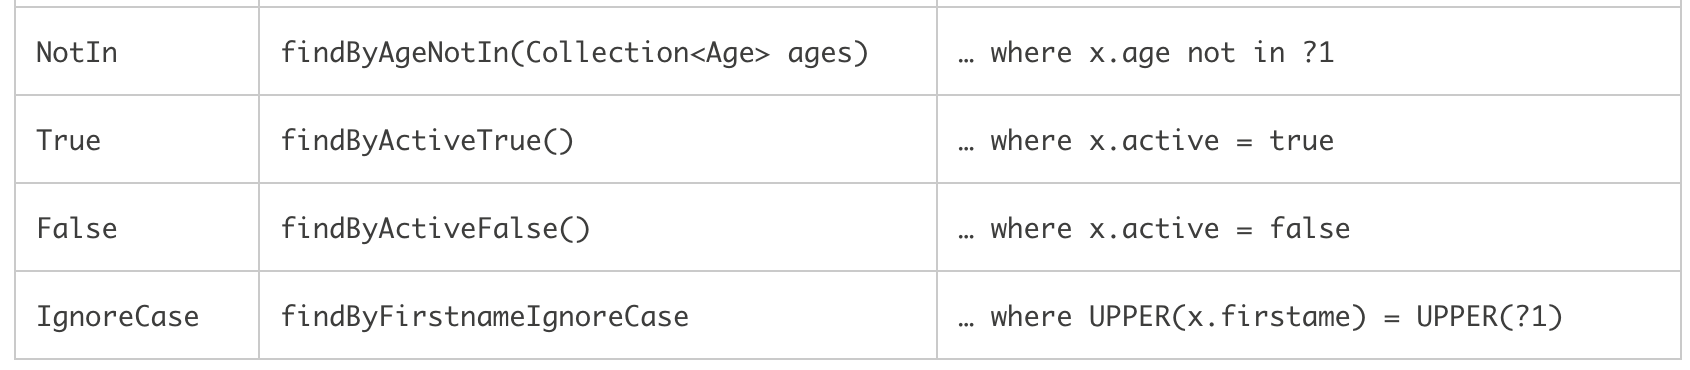 NotIn findByAgeNotIn(Collection<Age> ages) … where x.age not in ?1
True findByActiveTrue() … where x.active = true
False findByActiveFalse() … where x.active = false
IgnoreCase findByFirstnameIgnoreCase … where UPPER(x.firstame) = UPPER(?1)